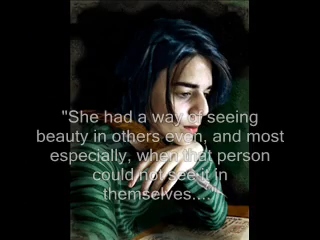 "She had a way of seeing
beauty in others even, and most
especially, when that person
could not see it in
themselves....